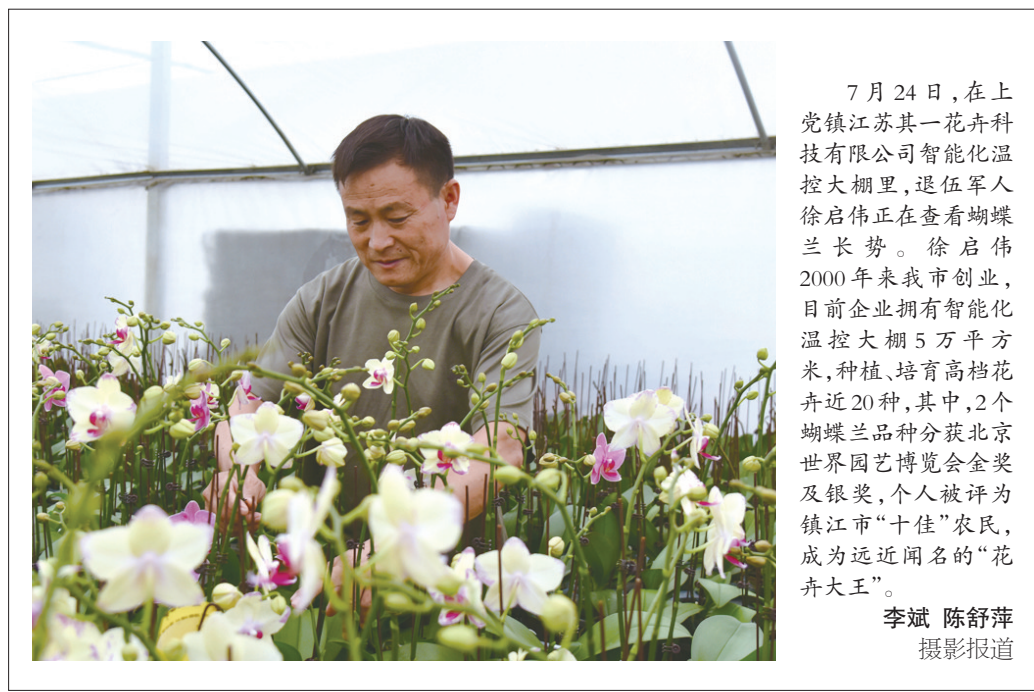 7月24日，在上
党镇江苏其一花卉科
技有限公司智能化温
控大棚里，退伍军人
徐启伟正在查看蝴蝶
兰长势。徐启伟
2000年来我市创业，
目前企业拥有智能化
温控大棚5万平方
米，种植、培育高档花
卉近20种，其中，2个
蝴蝶兰品种分获北京
世界园艺博览会金奖
及银奖，个人被评为
镇江市“十佳”农民，
成为远近闻名的“花
卉大王”。
李斌 陈舒萍
摄影报道